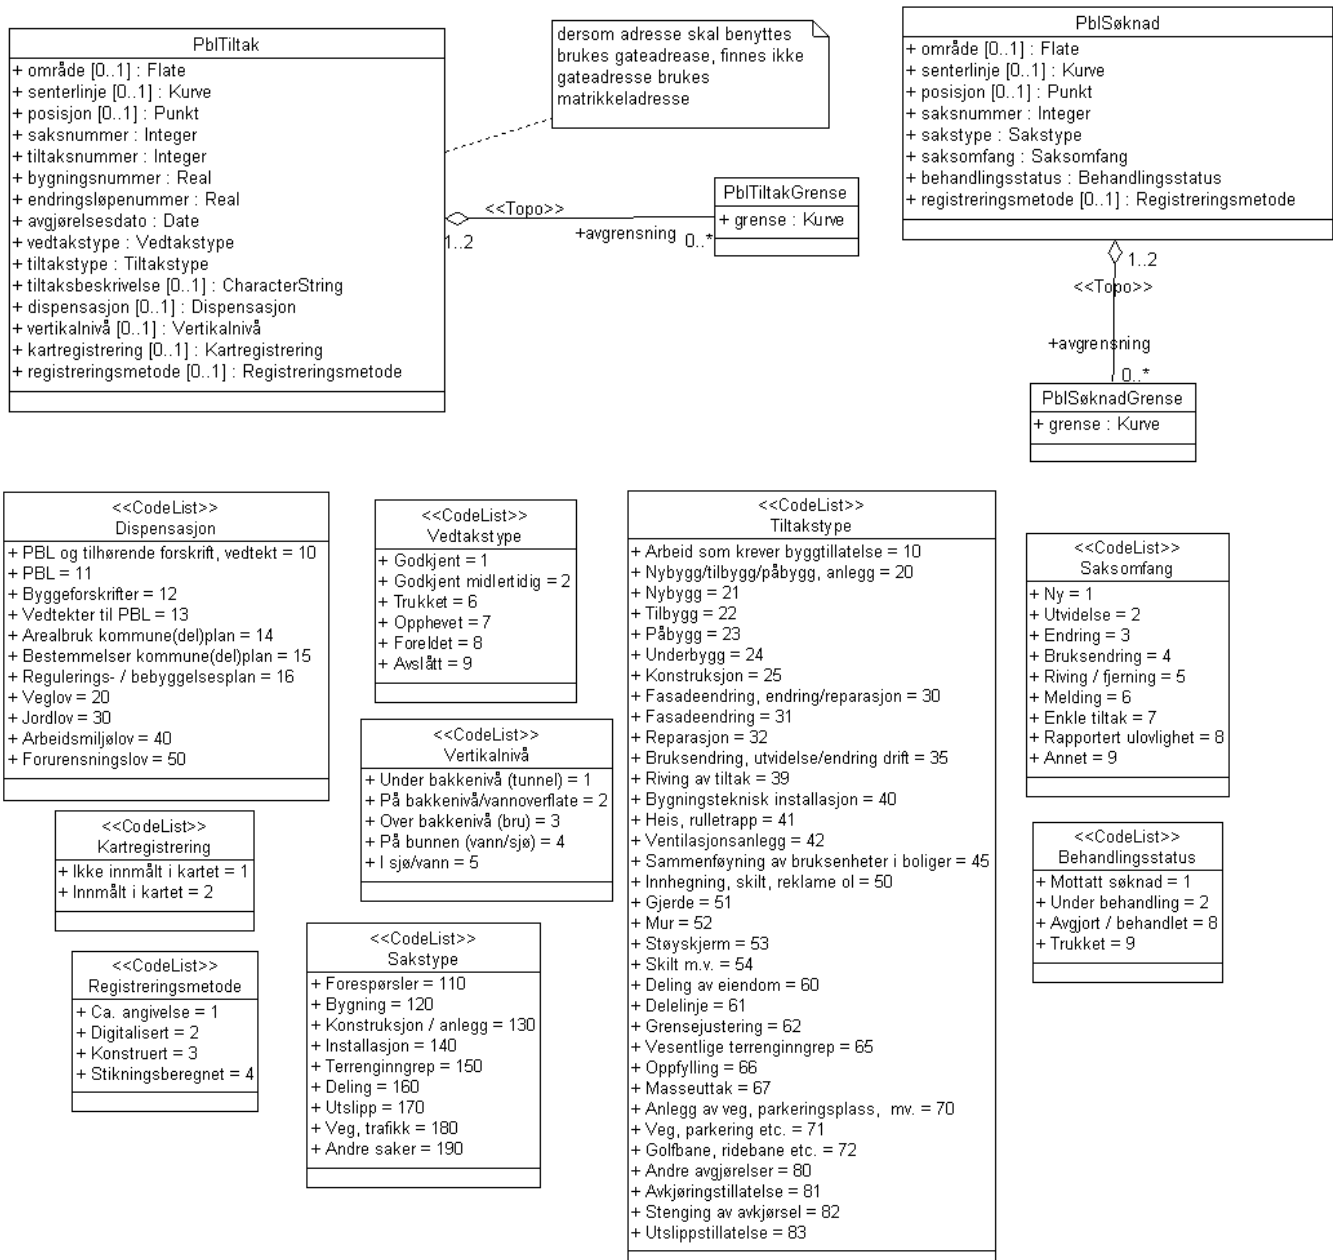 PblTiltak
+ område [0..1] : Flate
+ senterlinje [0..1] : Kurve
+ posisjon [0..1] : Punkt
+ saksnummer : Integer
+ tiltaksnummer : Integer
+ bygningsnummer : Real
+ endringsløpenummer : Real
+ avgjørelsesdato : Date
+ vedtakstype : Vedtakstype
+ tiltakstype : Tiltakstype
+ tiltaksbeskrivelse [0..1] : CharacterString
+ dispensasjon [0..1] : Dispensasjon
+ vertikalnivå [0..1] : Vertikalnivå
+ kartregistrering [0..1] : Kartregistrering
+ registreringsmetode [0..1] : Registreringsmetode
dersom adresse skal benyttes
brukes gateadrease, finnes ikke
gateadresse brukes
matrikkeladresse
<<Topo>>
1..2
+avgrensning
0..*
PblTiltakGrense
+ grense : Kurve
PblSøknad
+ område [0..1] : Flate
+ senterlinje [0..1] : Kurve
+ posisjon [0..1] : Punkt
+ saksnummer : Integer
+ sakstype : Sakstype
+ saksomfang : Saksomfang
+ behandlingsstatus : Behandlingsstatus
+ registreringsmetode [0..1] : Registreringsmetode
1..2
<<Topo>>
+avgrensning
0..*
PblSøknadGrense
+ grense : Kurve
<<CodeList>>
Dispensasjon
+ PBL og tilhørende forskrift, vedtekt = 10
+ PBL = 11
+ Byggeforskrifter = 12
+ Vedtekter til PBL = 13
+ Arealbruk kommune(del)plan = 14
+ Bestemmelser kommune(del)plan = 15
+ Regulerings- / bebyggelsesplan = 16
+ Veglov = 20
+ Jordlov = 30
+ Arbeidsmiljølov = 40
+ Forurensningslov = 50
<<CodeList>>
Kartregistrering
+ Ikke innmålt i kartet = 1
+ Innmålt i kartet = 2
<<CodeList>>
Registreringsmetode
+ Ca. angivelse = 1
+ Digitalisert = 2
+ Konstruert = 3
+ Stikningsberegnet = 4
<<CodeList>>
Vedtakstype
+ Godkjent = 1
+ Godkjent midlertidig = 2
+ Trukket = 6
+ Opphevet = 7
+ Foreldet = 8
+ Avslått = 9
<<CodeList>>
Vertikalnivå
+ Under bakkenivå (tunnel) = 1
+ På bakkenivå/vannoverflate = 2
+ Over bakkenivå (bru) = 3
+ På bunnen (vann/sjø) = 4
+ I sjø/vann = 5
<<CodeList>>
Sakstype
+ Forespørsler = 110
+ Bygning = 120
+ Konstruksjon / anlegg = 130
+ Installasjon = 140
+ Terrenginngrep = 150
+ Deling = 160
+ Utslipp = 170
+ Veg, trafikk = 180
+ Andre saker = 190
<<CodeList>>
Tiltakstype
+ Arbeid som krever byggtillatelse = 10
+ Nybygg/tilbygg/påbygg, anlegg = 20
+ Nybygg = 21
+ Tilbygg = 22
+ Påbygg = 23
+ Underbygg = 24
+ Konstruksjon = 25
+ Fasadeendring, endring/reparasjon = 30
+ Fasadeendring = 31
+ Reparasjon = 32
+ Bruksendring, utvidelse/endring drift = 35
+ Riving av tiltak = 39
+ Bygningsteknisk installasjon = 40
+ Heis, rulletrapp = 41
+ Ventilasjonsanlegg = 42
+ Sammenføyning av bruksenheter i boliger = 45
+ Innhegning, skilt, reklame ol = 50
+ Gjerde = 51
+ Mur = 52
+ Støyskjerm = 53
+ Skilt m.v. = 54
+ Deling av eiendom = 60
+ Delelinje = 61
+ Grensejustering = 62
+ Vesentlige terrenginngrep = 65
+ Oppfylling = 66
+ Masseuttak = 67
+ Anlegg av veg, parkeringsplass, mv. = 70
+ Veg, parkering etc. = 71
+ Golfbane, ridebane etc. = 72
+ Andre avgjørelser = 80
+ Avkjøringstillatelse = 81
+ Stenging av avkjørsel = 82
+ Utslippstillatelse = 83
<<CodeList>>
Saksomfang
+ Ny = 1
+ Utvidelse = 2
+ Endring = 3
+ Bruksendring = 4
+ Riving / fjerning = 5
+ Melding = 6
+ Enkle tiltak = 7
+ Rapportert ulovlighet = 8
+ Annet = 9
<<CodeList>>
Behandlingsstatus
+ Mottatt søknad = 1
+ Under behandling = 2
+ Avgjort / behandlet = 8
+ Trukket = 9